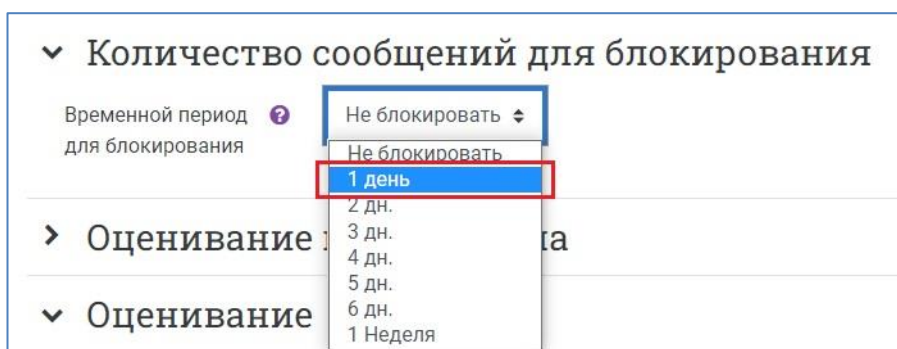 Количество сообщений для блокирования
Временной период
для блокирования
Не блокировать
Не блокировать
1 день
2 дн.
Оценивание
3 дн.
4 дн.
5 дн.
Оценивание
6 дн.
1 Неделя